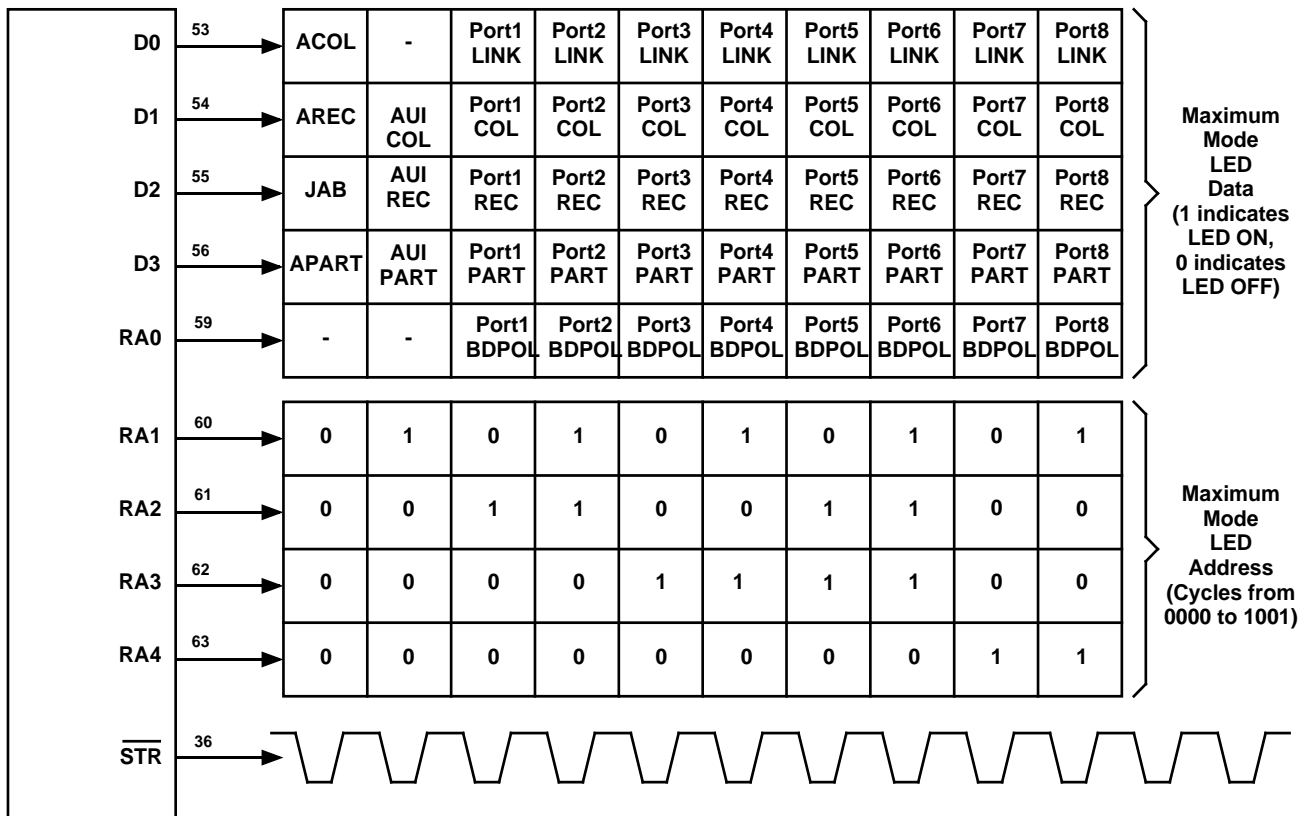 D0 53 ACOL - Port1 Port2 Port3 Port4 Port5 Port6 Port7 Port8
LINK LINK LINK LINK LINK LINK LINK LINK
D1 54 AREC AUI Port1 Port2 Port3 Port4 Port5 Port6 Port7 Port8
COL COL COL COL COL COL COL COL COL
D2 55 JAB AUI Port1 Port2 Port3 Port4 Port5 Port6 Port7 Port8
REC REC REC REC REC REC REC REC REC
D3 56 APART AUI Port1 Port2 Port3 Port4 Port5 Port6 Port7 Port8
PART PART PART PART PART PART PART PART PART
RA0 59 - - Port1 Port2 Port3 Port4 Port5 Port6 Port7 Port8
BDPOL BDPOL BDPOL BDPOL BDPOL BDPOL BDPOL BDPOL
Maximum
Mode
LED
Data
(1 indicates
LED ON,
0 indicates
LED OFF)
RA1 60 0 1 0 1 0 1 0 1 0 1
RA2 61 0 0 1 1 0 0 1 1 0 0
RA3 62 0 0 0 0 1 1 1 1 0 0
RA4 63 0 0 0 0 0 0 0 0 1 1
Maximum
Mode
LED
Address
(Cycles from
0000 to 1001)
STR 36